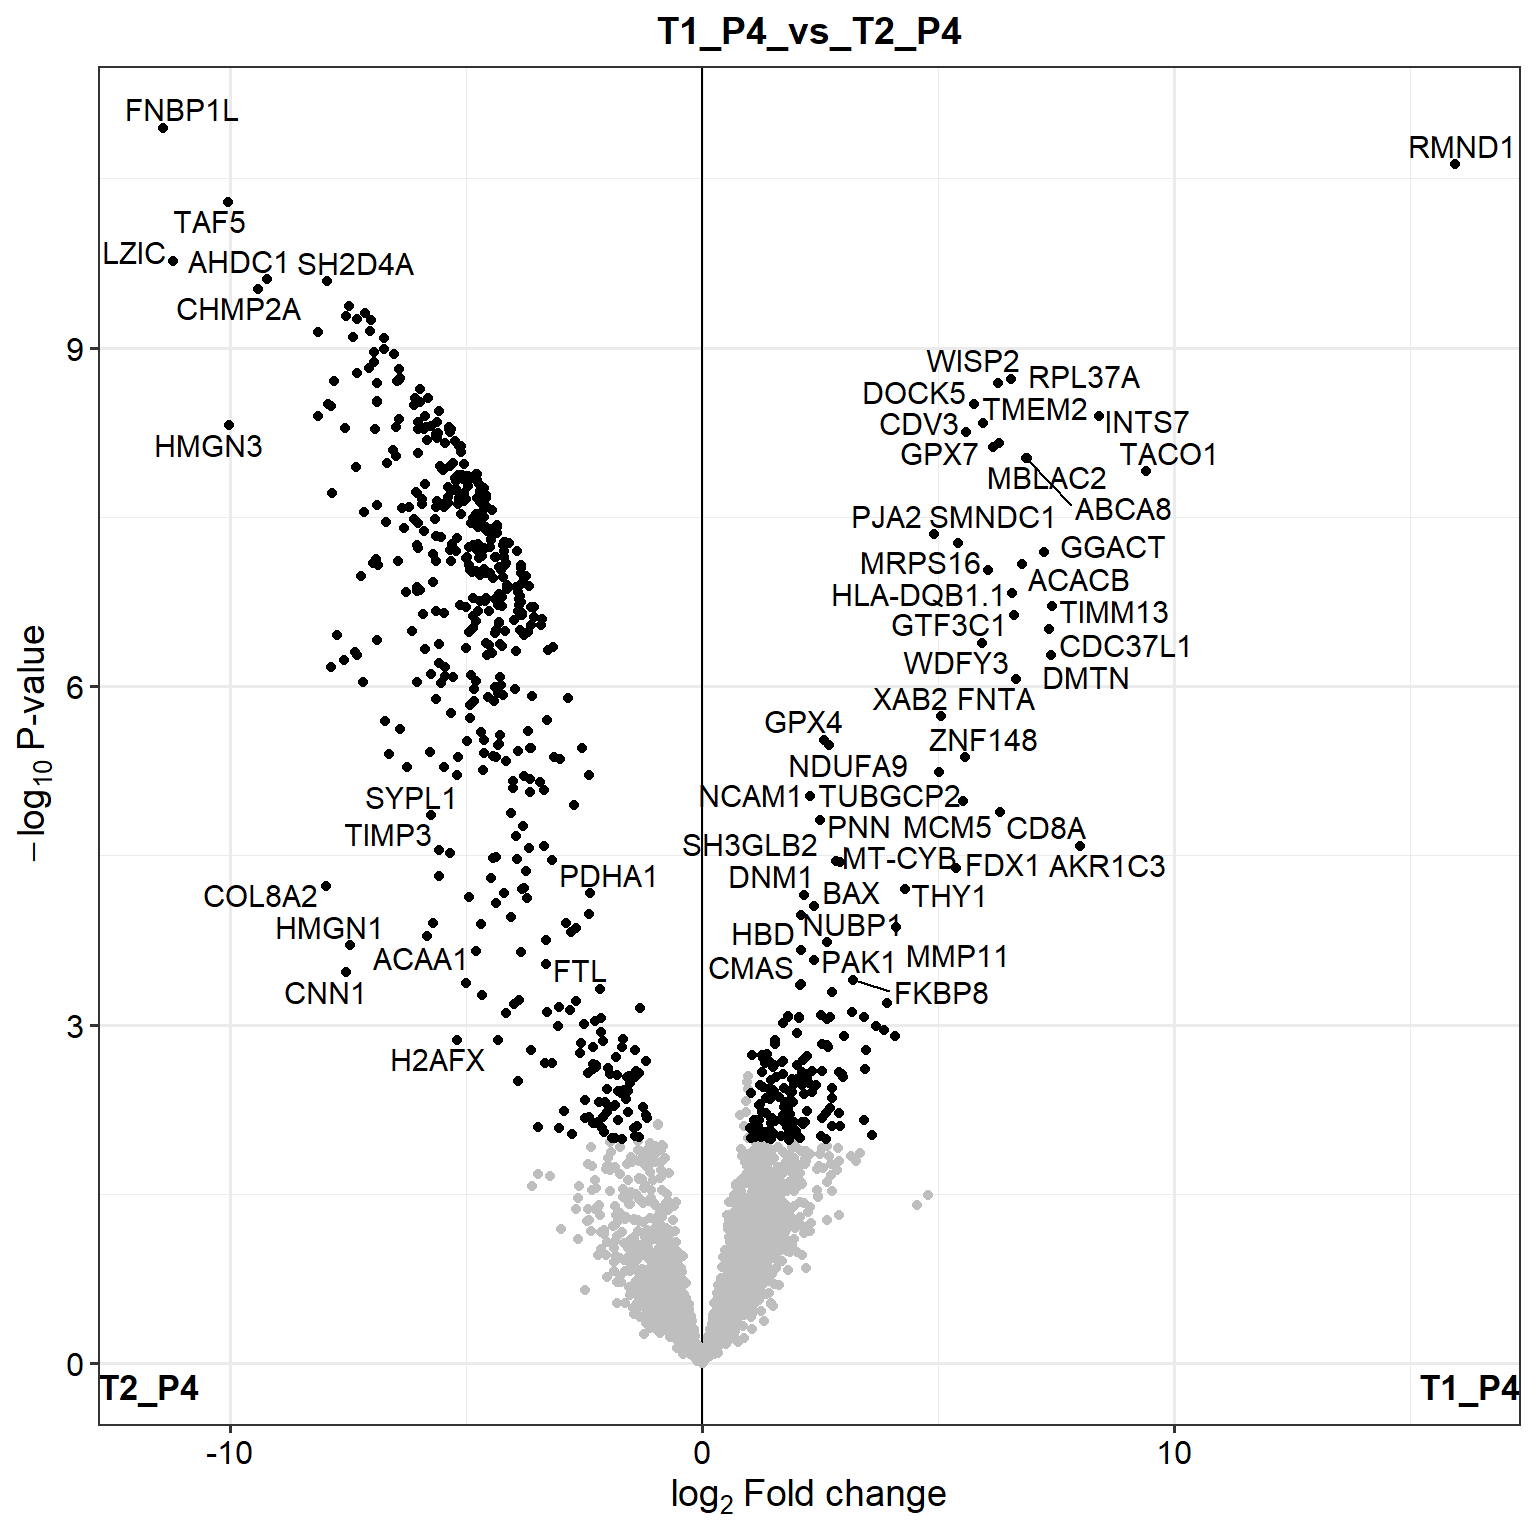 T1_P4_vs_T2_P4
FNBP1L
RMND1
TAF5
LZIC
AHDC1
SH2D4A
CHMP2A
9
WISP2
RPL37A
DOCK5
TMEM2
INTS7
CDV3
HMGN3
GPX7
TACO1
MBLAC2
ABCA8
PJA2
SMNDC1
GGACT
MRPS16
ACACB
HLA-DQB1.1
TIMM13
GTF3C1
CDC37L1
WDFY3
DMTN
6
XAB2
FNTA
GPX4
ZNF148
NDUFA9
SYPL1
NCAM1
TUBGCP2
TIMP3
PNN
MCM5
CD8A
SH3GLB2
MT-CYB
FDX1
AKR1C3
PDHA1
DNM1
BAX
THY1
COL8A2
HMGN1
NUBP1
HBD
ACAA1
MMP11
FTL
CMAS
PAK1
CNN1
FKBP8
3
H2AFX
0
T2_P4
T1_P4
-10
0
10
log2 Fold change
−log10 P-value